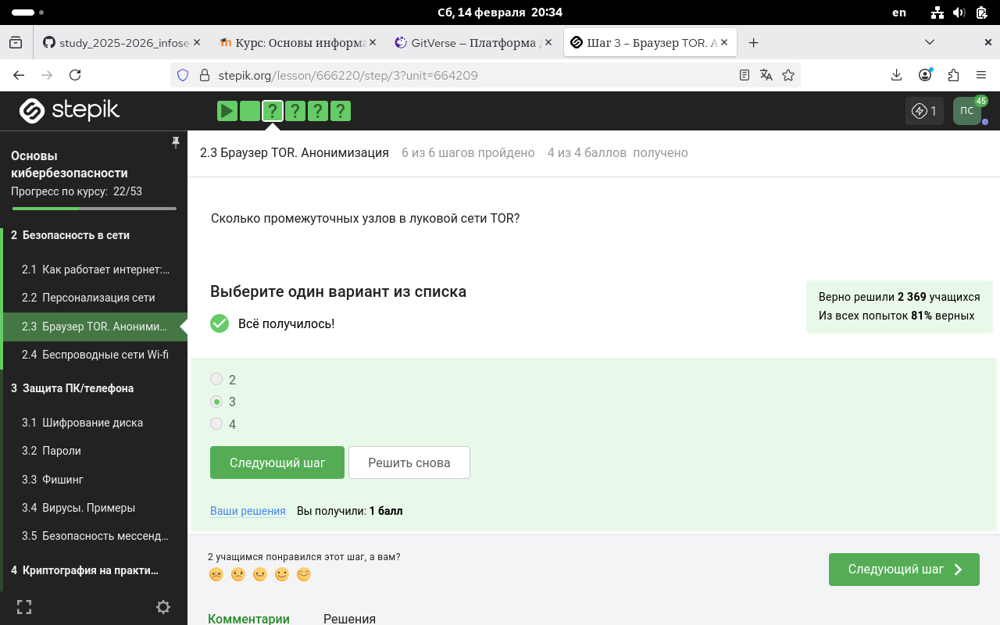 Сб, 14 февраля 20:34
en
study_2025-2026_infose
Курс: Основы информа
GitVerse — Платформа д
Шаг 3 – Браузер TOR. А
stepik.org/lesson/666220/step/3?unit=664209
stepik
? ? ? ?
1
ПС
45
Основы
кибербезопасности
Прогресс по курсу: 22/53
2 Безопасность в сети
2.1 Как работает интернет:...
2.2 Персонализация сети
2.3 Браузер TOR. Аноними...
2.4 Беспроводные сети Wi-fi
3 Защита ПК/телефона
3.1 Шифрование диска
3.2 Пароли
3.3 Фишинг
3.4 Вирусы. Примеры
3.5 Безопасность мессенд...
4 Криптография на практи...
2.3 Браузер TOR. Анонимизация 6 из 6 шагов пройдено 4 из 4 баллов получено
Сколько промежуточных узлов в луковой сети TOR?
Выберите один вариант из списка
Всё получилось!
Верно решили 2 369 учащихся
Из всех попыток 81% верных
2
3
4
Следующий шаг
Решить снова
Ваши решения Вы получили: 1 балл
2 учащимся понравился этот шаг, а вам?
Следующий шаг
Комментарии
Решения